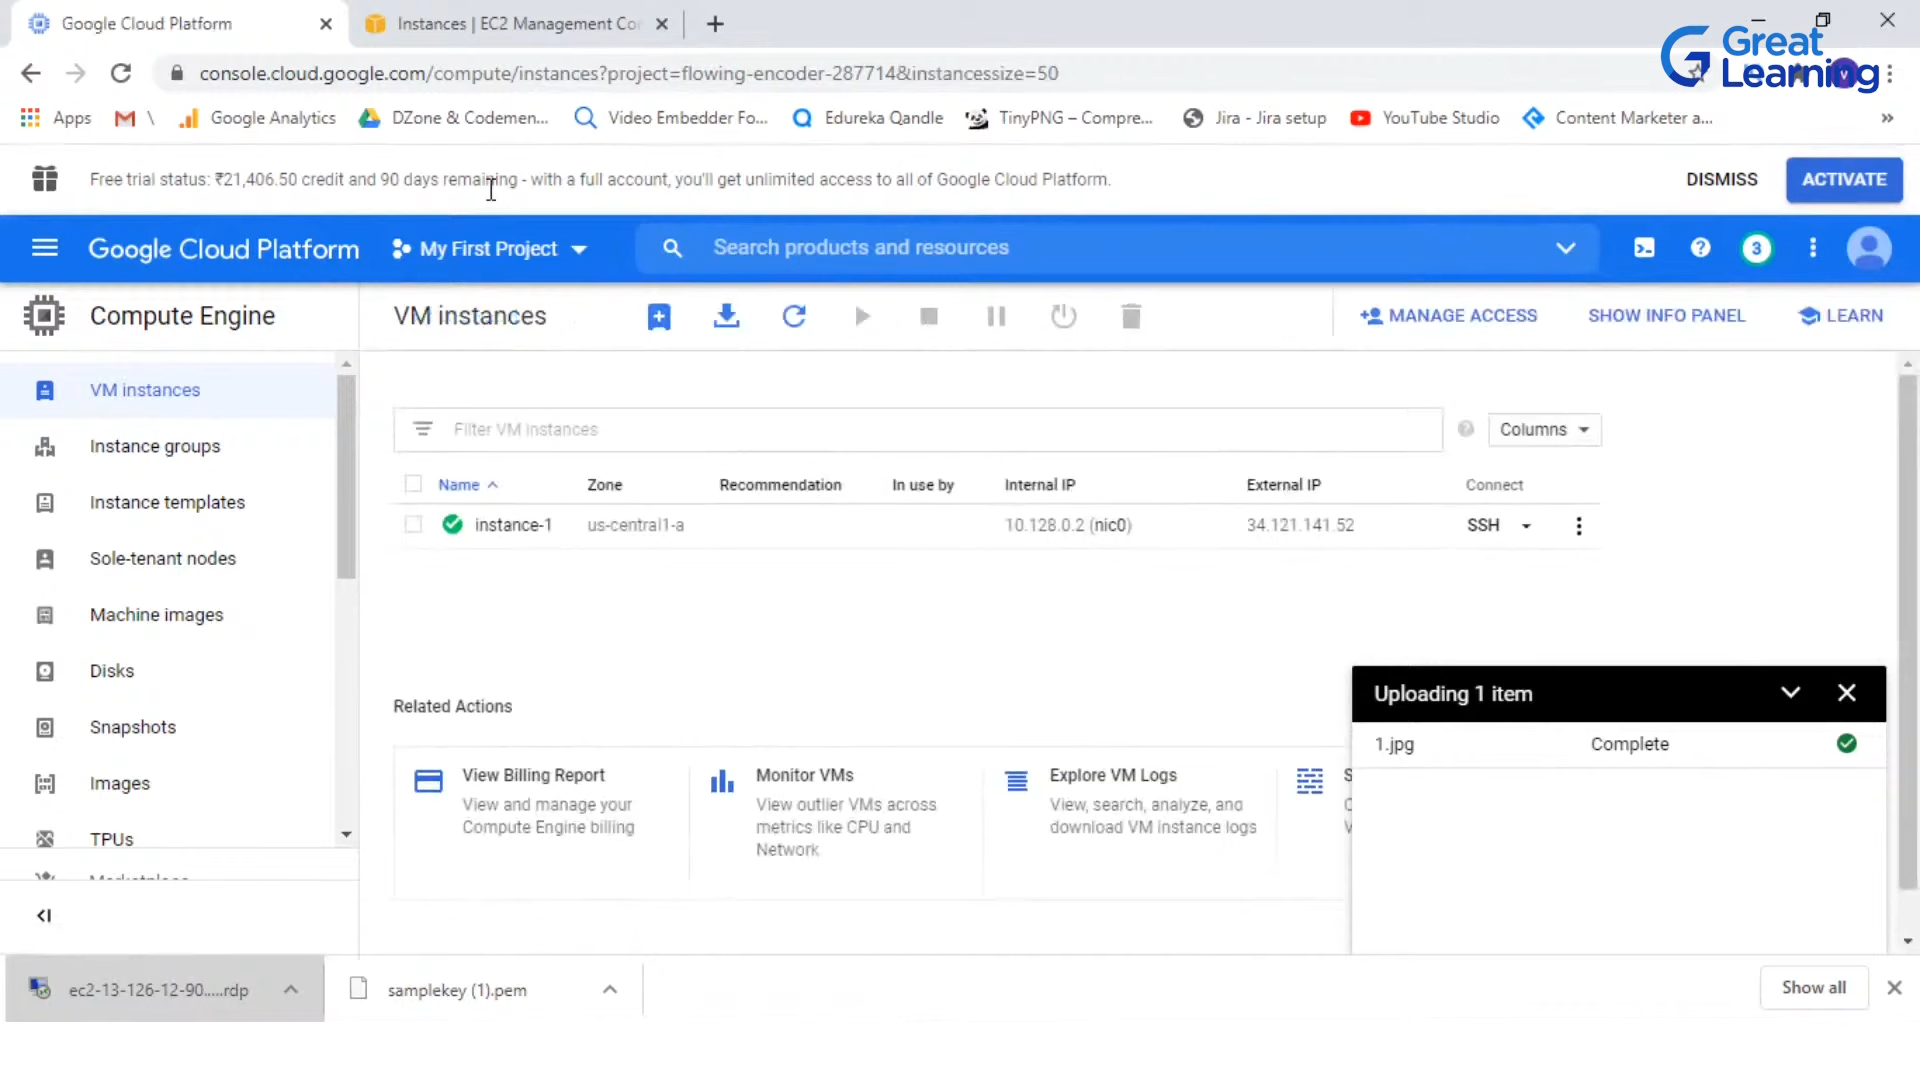 Google Cloud Platform
Instances | EC2 Management Co
Great
Learning
console.cloud.google.com/compute/instances?project=flowing-encoder-287714&instancessize=50
Apps
Google Analytics
DZone & Codemen...
Video Embedder Fo...
Edureka Qandle
TinyPNG – Compre...
Jira - Jira setup
YouTube Studio
Content Marketer a...
Free trial status: ₹21,406.50 credit and 90 days remaining - with a full account, you'll get unlimited access to all of Google Cloud Platform.
DISMISS
ACTIVATE
Google Cloud Platform
My First Project
Search products and resources
3
Compute Engine
VM instances
MANAGE ACCESS
SHOW INFO PANEL
LEARN
VM instances
Instance groups
Instance templates
Sole-tenant nodes
Machine images
Disks
Snapshots
Images
TPUs
Filter VM instances
Columns
Name Zone Recommendation In use by Internal IP External IP Connect
instance-1 us-central1-a 10.128.0.2 (nic0) 34.121.141.52 SSH
Related Actions
View Billing Report
View and manage your
Compute Engine billing
Monitor VMs
View outlier VMs across
metrics like CPU and
Network
Explore VM Logs
View, search, analyze, and
download VM instance logs
Uploading 1 item
1.jpg Complete
ec2-13-126-12-90.....rdp
samplekey (1).pem
Show all